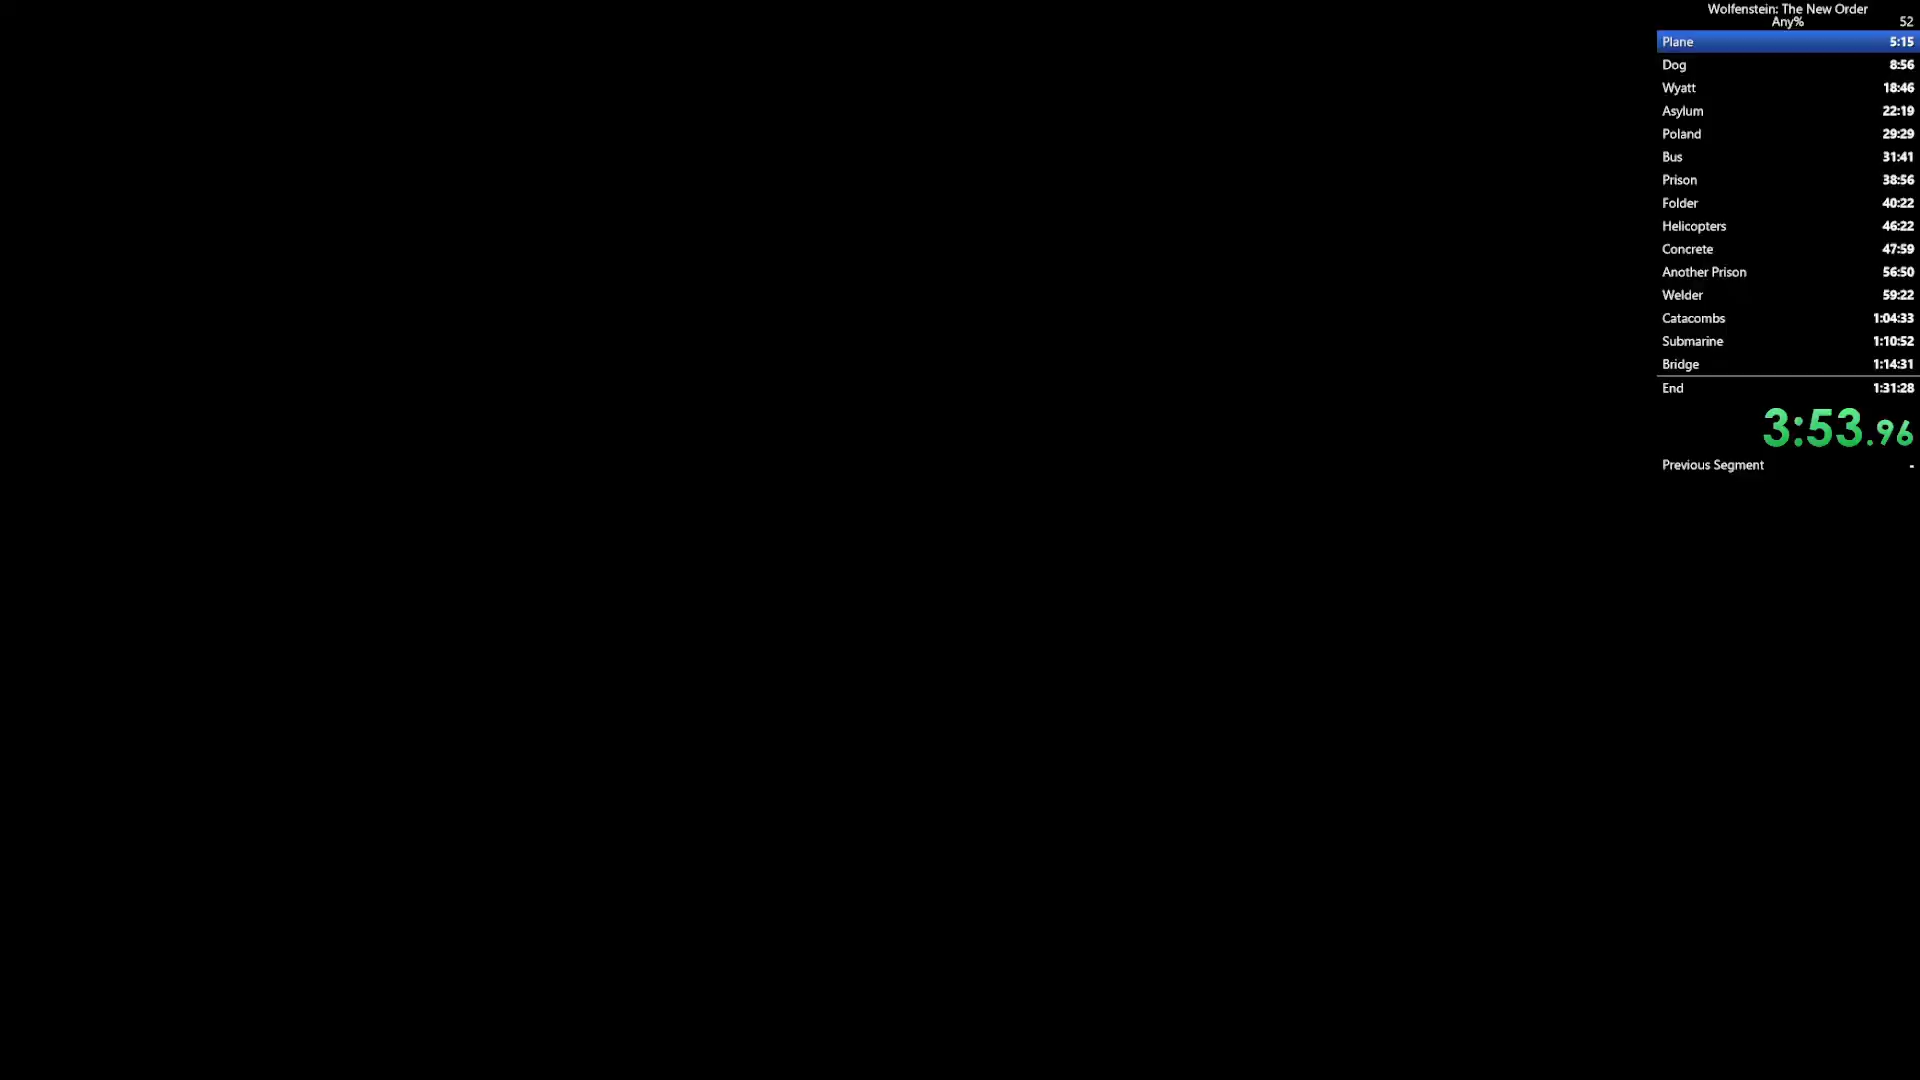 Wolfenstein: The New Order
Any% 52
Plane 5:15
Dog 8:56
Wyatt 18:46
Asylum 22:19
Poland 29:29
Bus 31:41
Prison 38:56
Folder 40:22
Helicopters 46:22
Concrete 47:59
Another Prison 56:50
Welder 59:22
Catacombs 1:04:33
Submarine 1:10:52
Bridge 1:14:31
End 1:31:28
3:53.96
Previous Segment -